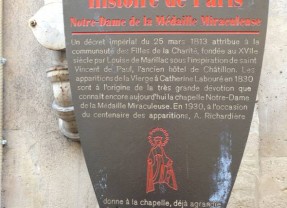 Histoire de Paris
Notre-Dame de la Médaille Miraculeuse
Un décret impérial du 25 mars 1813 attribue à la
communauté des Filles de la Charité, fondée au XVIIe
siècle par Louise de Marillac sous l'inspiration de saint
Vincent de Paul, l'ancien hôtel de Châtillon. Les
apparitions de la Vierge à Catherine Labouré en 1830
sont à l'origine de la très grande dévotion que
connaît encore aujourd'hui la chapelle Notre-Dame
de la Médaille Miraculeuse. En 1930, à l'occasion
du centenaire des apparitions, A. Richardière
donne à la chapelle, déjà agrandie